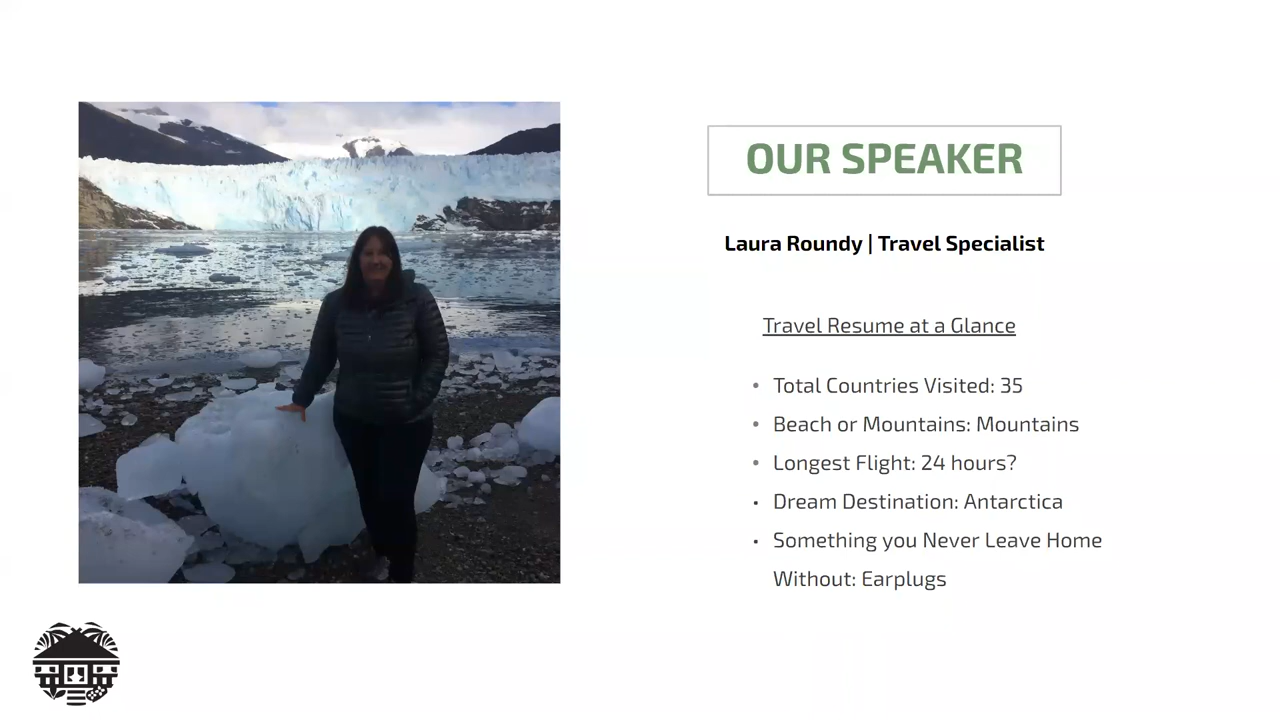 OUR SPEAKER
Laura Roundy | Travel Specialist
Travel Resume at a Glance
• Total Countries Visited: 35
• Beach or Mountains: Mountains
• Longest Flight: 24 hours?
• Dream Destination: Antarctica
• Something you Never Leave Home
Without: Earplugs